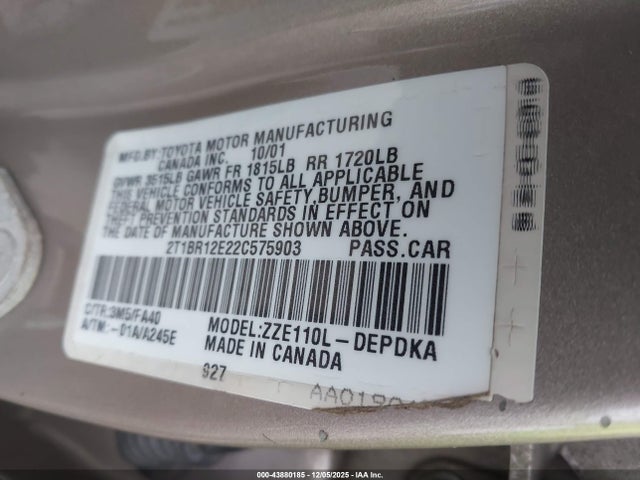 MFD.BY:TOYOTA MOTOR MANUFACTURING
CANADA INC. 10/01
GVWR 3515LB GAWR FR 1815LB RR 1720LB
THIS VEHICLE CONFORMS TO ALL APPLICABLE
FEDERAL MOTOR VEHICLE SAFETY,BUMPER, AND
THEFT PREVENTION STANDARDS IN EFFECT ON
THE DATE OF MANUFACTURE SHOWN ABOVE.
2T1BR12E22C575903 PASS.CAR
C/TR:3M5/FA40
A/TM:-01A/A245E
MODEL:ZZE110L-DEPDKA
MADE IN CANADA
927
000-43880185 - 12/05/2025 - IAA Inc.